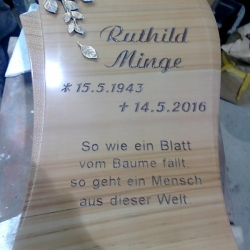 Ruthild
Minge
* 15.5.1943
† 14.5.2016
So wie ein Blatt
vom Baume fällt
so geht ein Mensch
aus dieser Welt